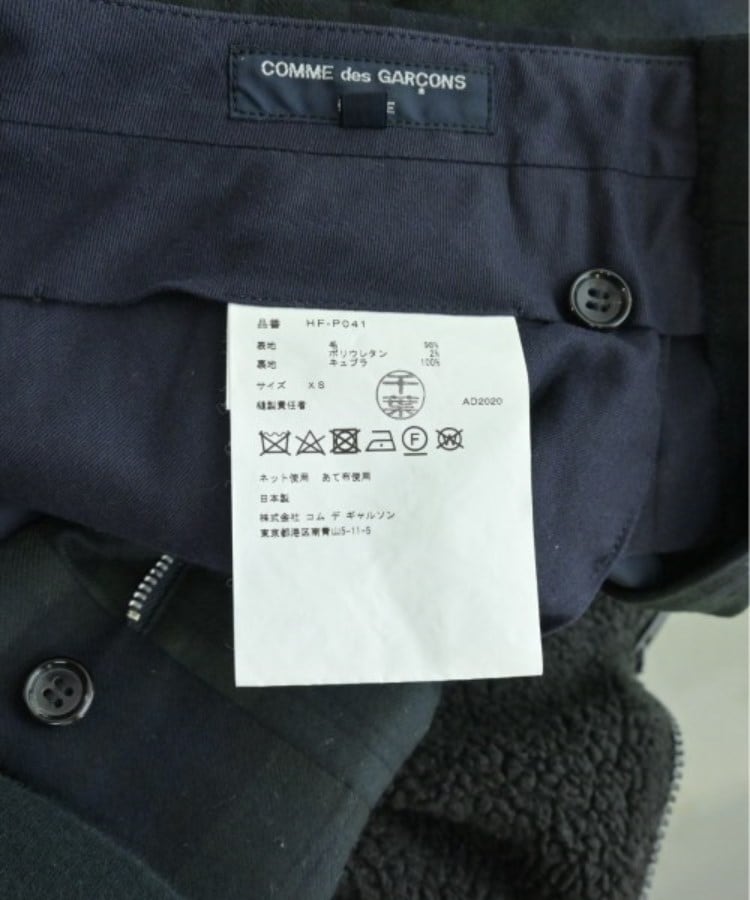 COMME des GARÇONS
品番 HF-P041
表地 毛 98%
ポリウレタン 2%
裏地 キュプラ 100%
サイズ XS
千葉
縫製責任者 AD2020
F
W
ネット使用 あて布使用
日本製
株式会社 コム デ ギャルソン
東京都港区南青山5-11-5